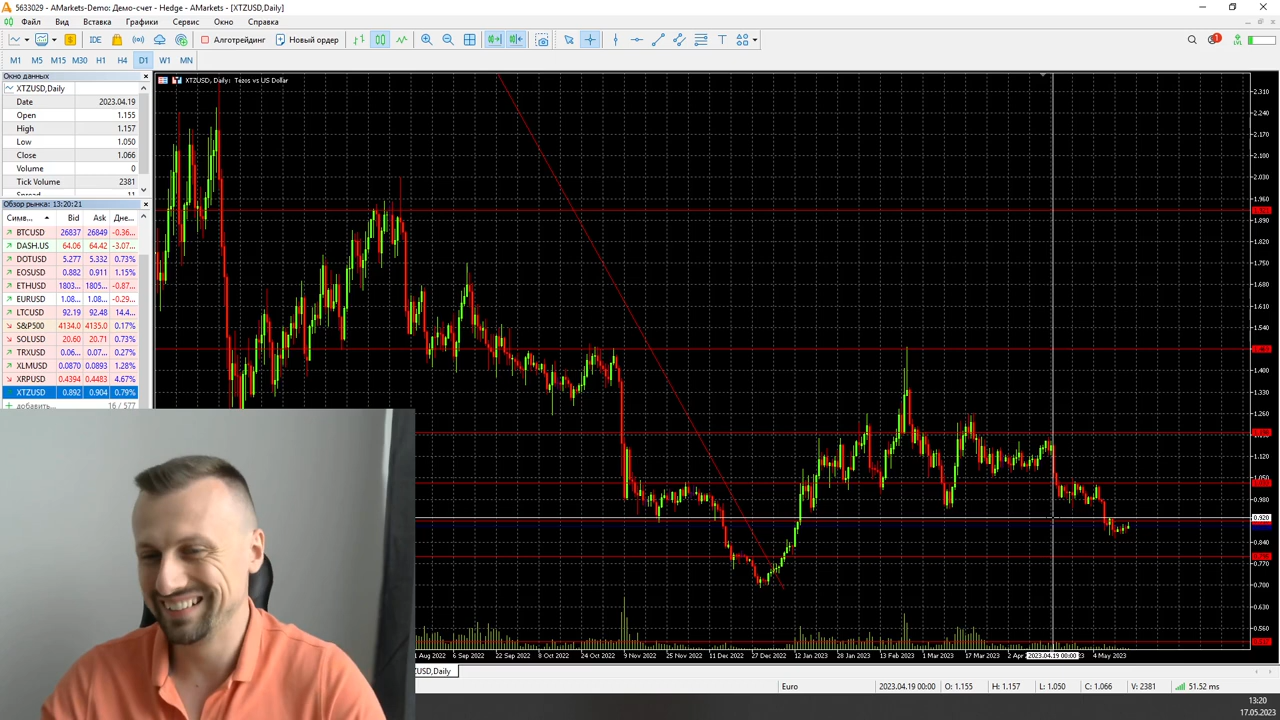 5633029 - AMarkets-Demo: Демо-счет - Hedge - AMarkets - [XTZUSD,Daily]
Файл Вид Вставка Графики Сервис Окно Справка
IDE Алготрейдинг Новый ордер
M1 M5 M15 M30 H1 H4 D1 W1 MN
Окно данных
XTZUSD,Daily
Date 2023.04.19
Open 1.155
High 1.157
Low 1.050
Close 1.066
Volume 0
Tick Volume 2381
Spread 11
Обзор рынка: 13:20:21
Симв... Bid Ask Дне...
BTCUSD 26837 26849 -0.36...
DASH.US 64.06 64.42 -3.07...
DOTUSD 5.277 5.332 0.73%
EOSUSD 0.882 0.911 1.15%
ETHUSD 1803... 1805... -0.87...
EURUSD 1.08... 1.08... -0.29...
LTCUSD 92.19 92.48 14.4...
S&P500 4134.0 4135.0 0.17%
SOLUSD 20.60 20.71 0.73%
TRXUSD 0.06... 0.07... 0.27%
XLMUSD 0.0870 0.0893 1.28%
XRPUSD 0.4394 0.4483 4.67%
XTZUSD 0.892 0.904 0.79%
добавить... 16 / 577
XTZUSD, Daily: Tezos vs US Dollar
2.310
2.240
2.170
2.100
2.030
1.960
1.890
1.820
1.750
1.680
1.610
1.540
1.400
1.330
1.260
1.120
1.050
0.980
0.920
0.840
0.770
0.700
0.630
0.560
Aug 2022 6 Sep 2022 22 Sep 2022 8 Oct 2022 24 Oct 2022 9 Nov 2022 25 Nov 2022 11 Dec 2022 27 Dec 2022 12 Jan 2023 28 Jan 2023 13 Feb 2023 1 Mar 2023 17 Mar 2023 2 Apr 2023.04.19 00:00 4 May 2023
USD,Daily
Euro 2023.04.19 00:00 O: 1.155 H: 1.157 L: 1.050 C: 1.066 V: 2381 51.52 ms
13:20
17.05.2023